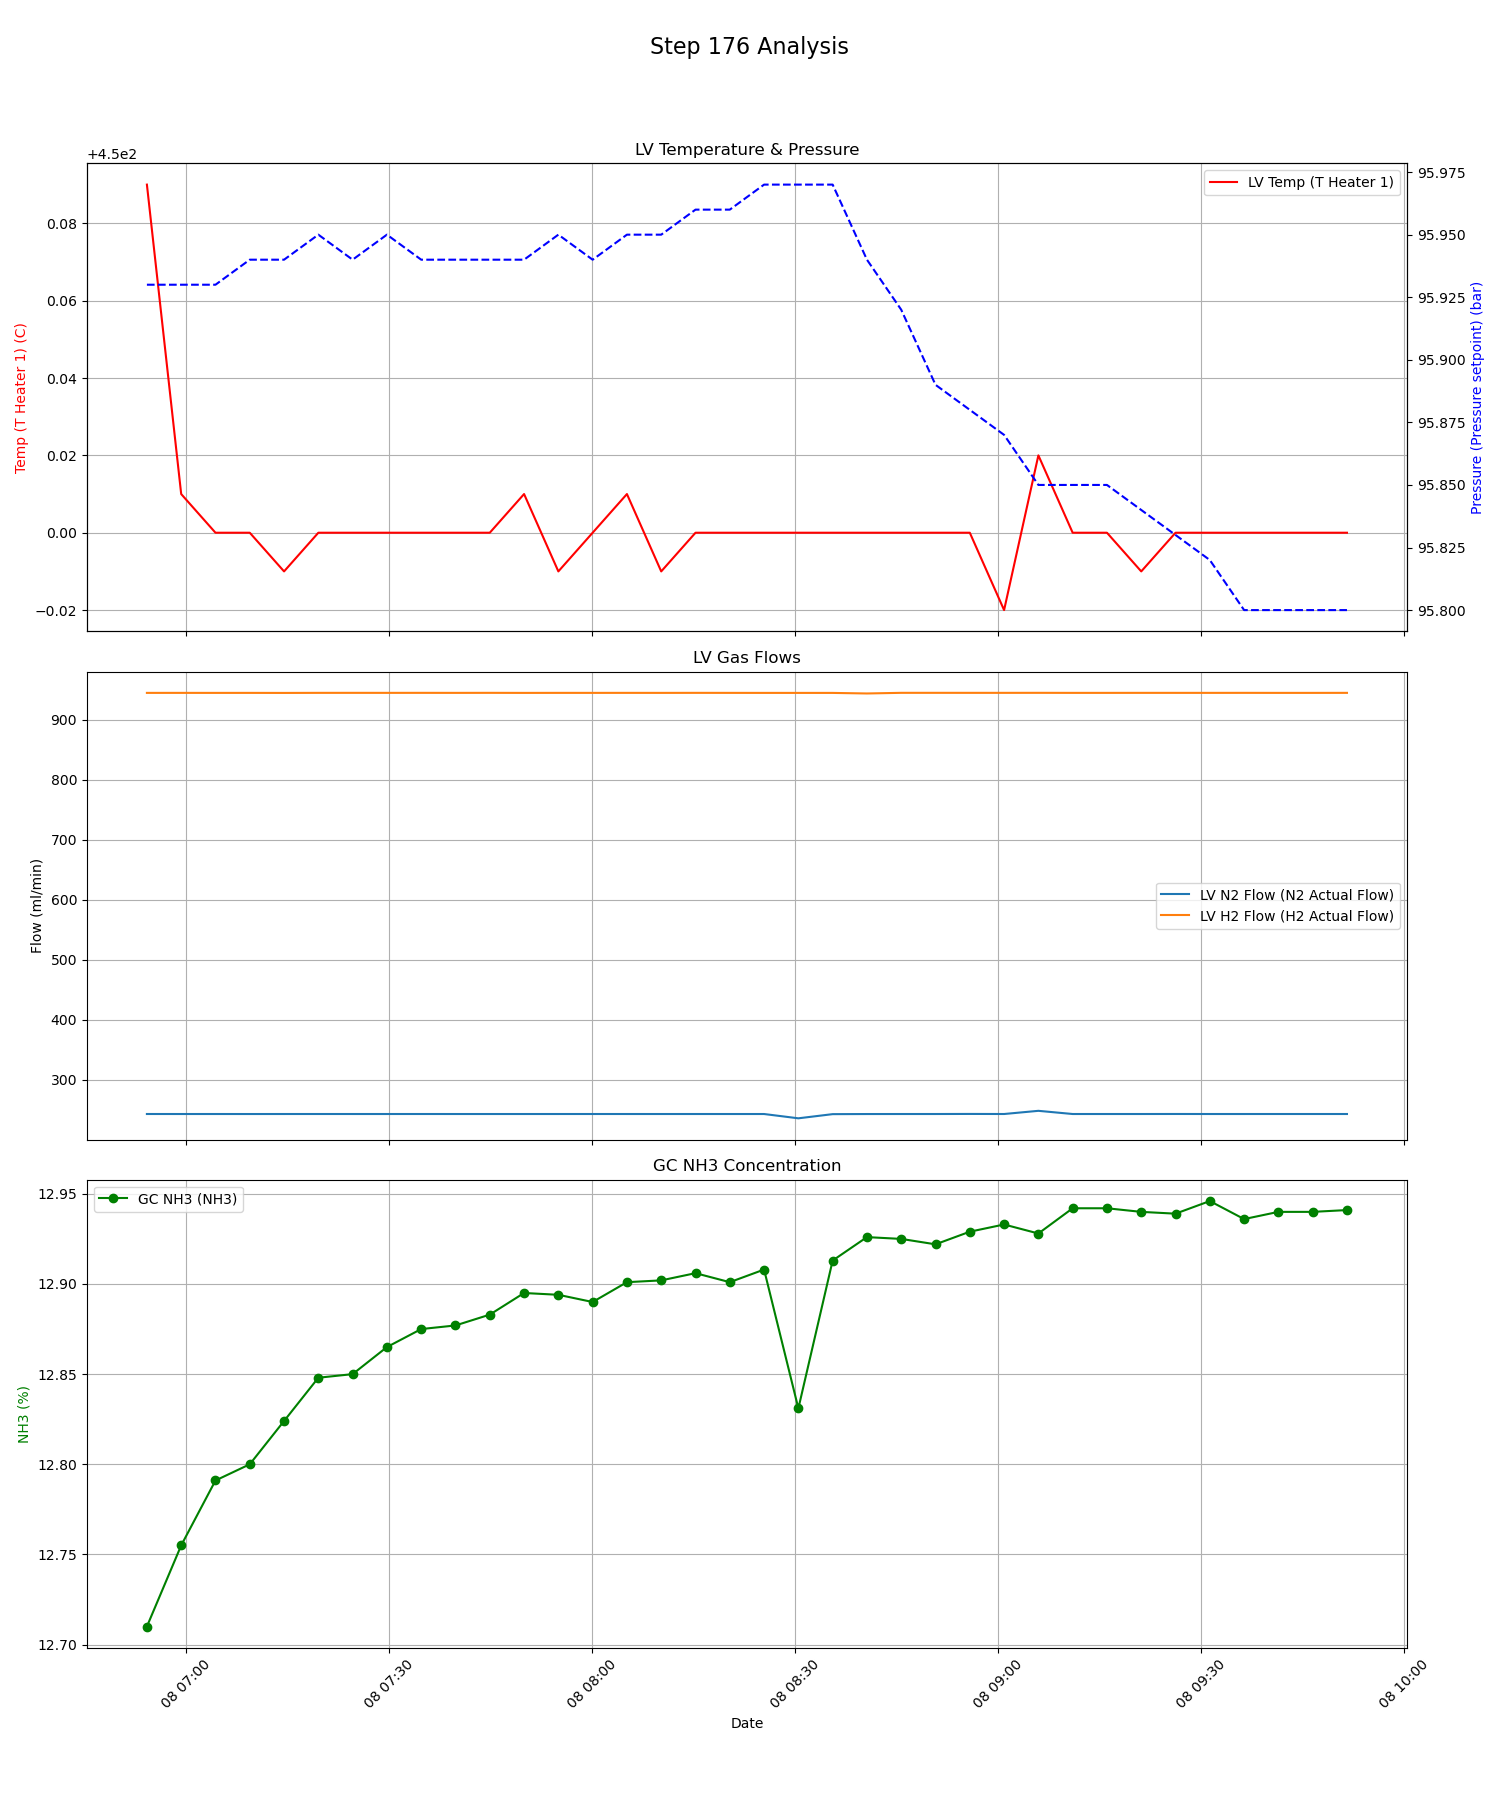 Step 176 Analysis
LV Temperature & Pressure
+4.5e2
LV Temp (T Heater 1)
0.08
0.06
0.04
0.02
0.00
−0.02
Temp (T Heater 1) (C)
95.975
95.950
95.925
95.900
95.875
95.850
95.825
95.800
Pressure (Pressure setpoint) (bar)
LV Gas Flows
900
800
700
600
500
400
300
Flow (ml/min)
LV N2 Flow (N2 Actual Flow)
LV H2 Flow (H2 Actual Flow)
GC NH3 Concentration
GC NH3 (NH3)
12.95
12.90
12.85
12.80
12.75
12.70
NH3 (%)
08 07:00
08 07:30
08 08:00
08 08:30
08 09:00
08 09:30
08 10:00
Date